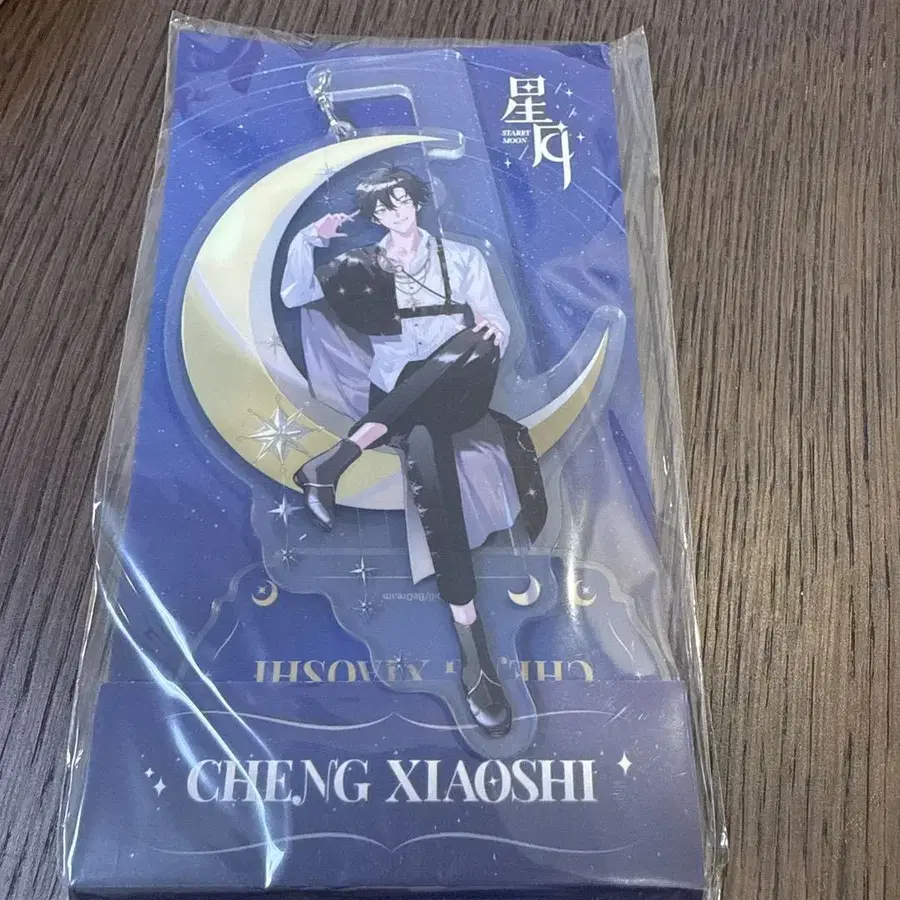 星月
STARRY
MOON
CHENG XIAOSHI
CHENG XIAOSHI